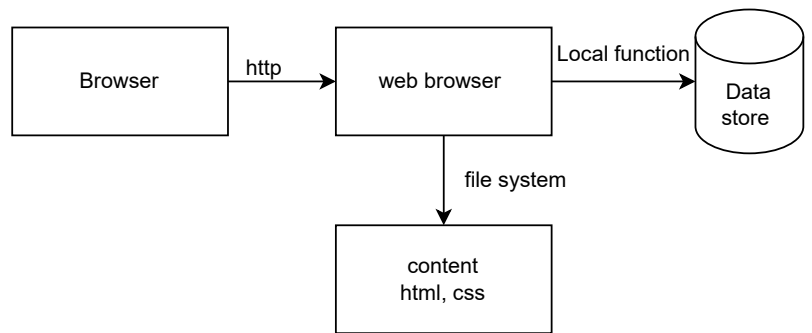 Browser
http
web browser
Local function
Data
store
file system
content
html, css